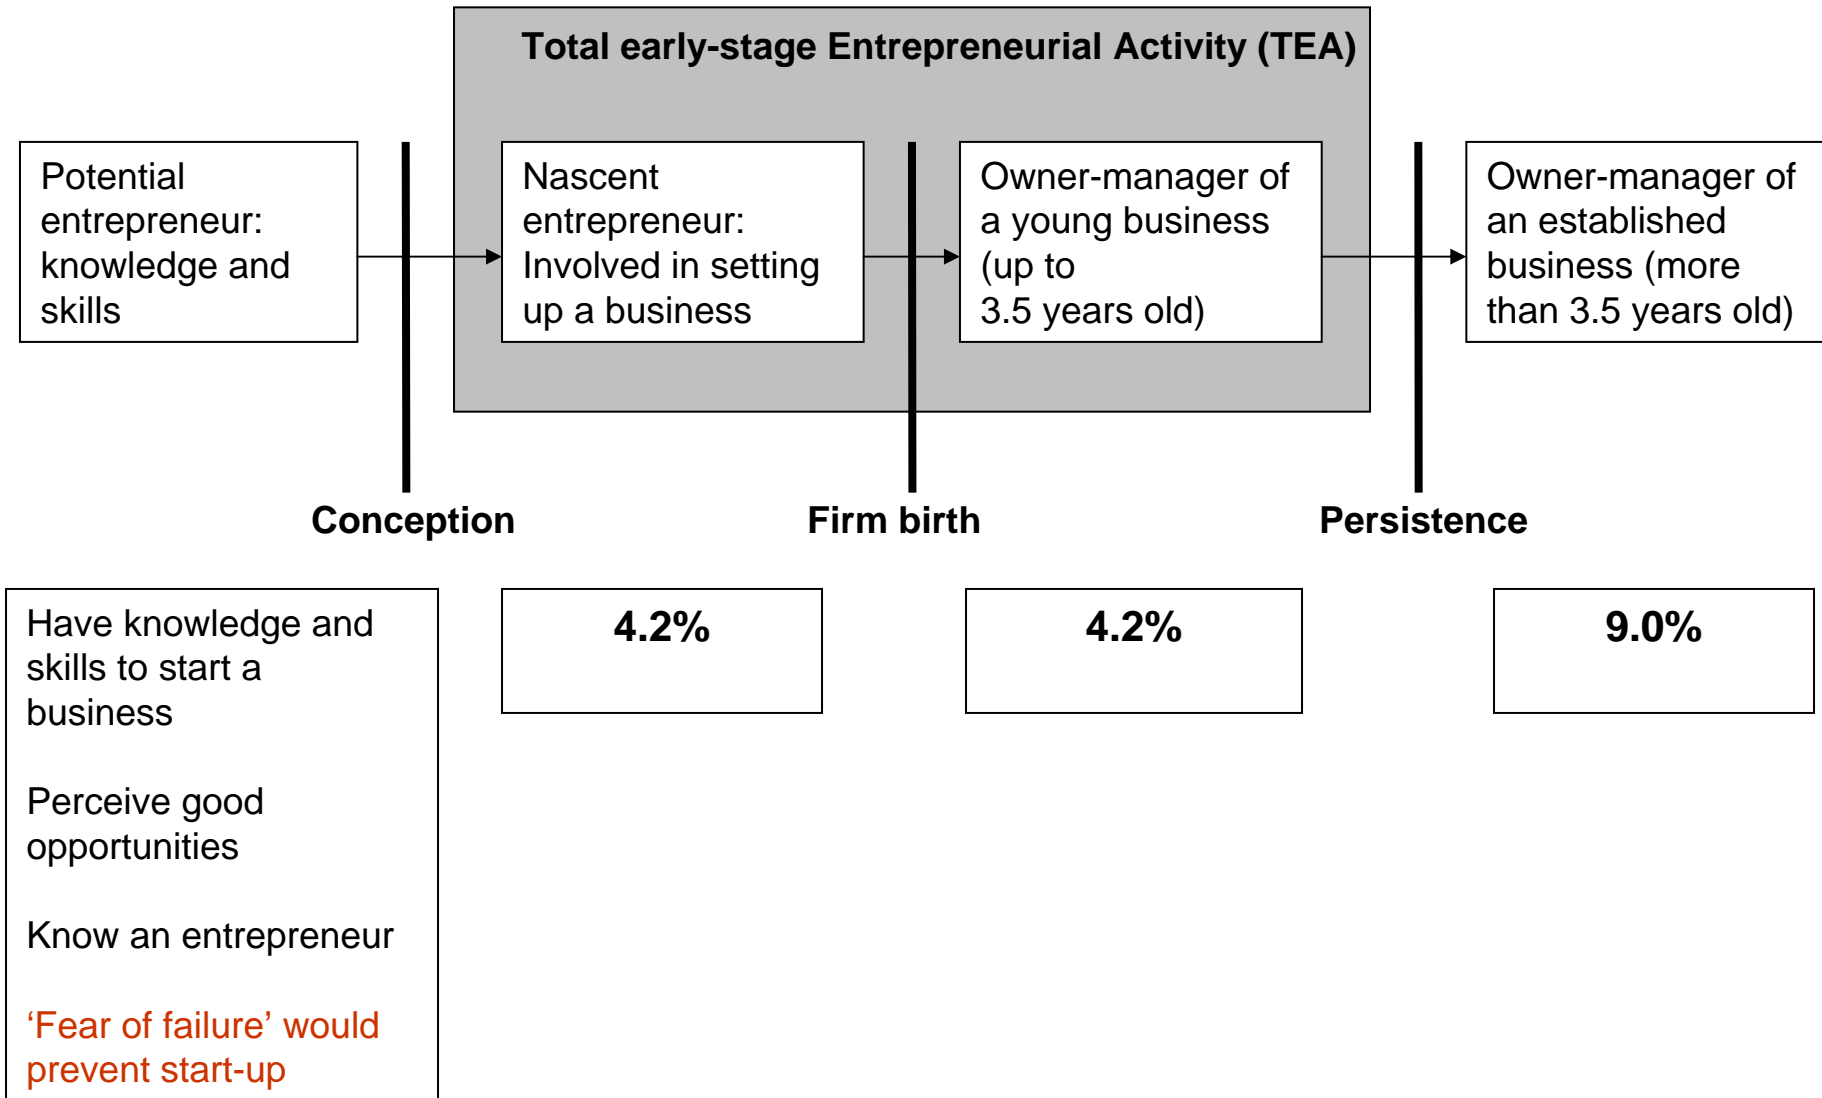 Total early-stage Entrepreneurial Activity (TEA)
Potential
entrepreneur:
knowledge and
skills
Nascent
entrepreneur:
Involved in setting
up a business
Owner-manager of
a young business
(up to
3.5 years old)
Owner-manager of
an established
business (more
than 3.5 years old)
Conception
Firm birth
Persistence
Have knowledge and
skills to start a
business
Perceive good
opportunities
Know an entrepreneur
‘Fear of failure’ would
prevent start-up
4.2%
4.2%
9.0%